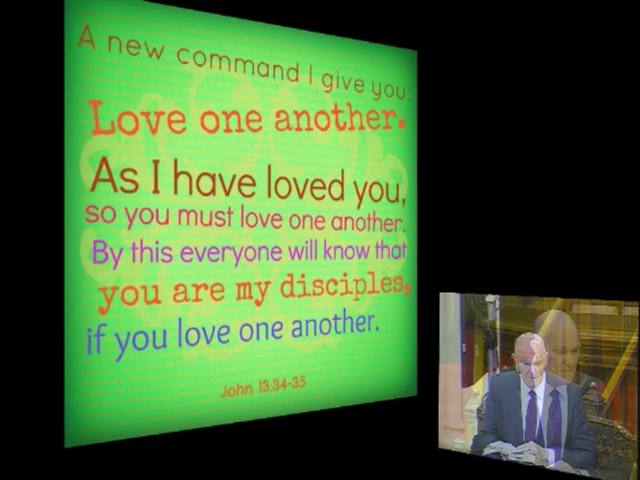 A new command I give you:
Love one another.
As I have loved you,
so you must love one another.
By this everyone will know that
you are my disciples,
if you love one another.
John 13:34-35